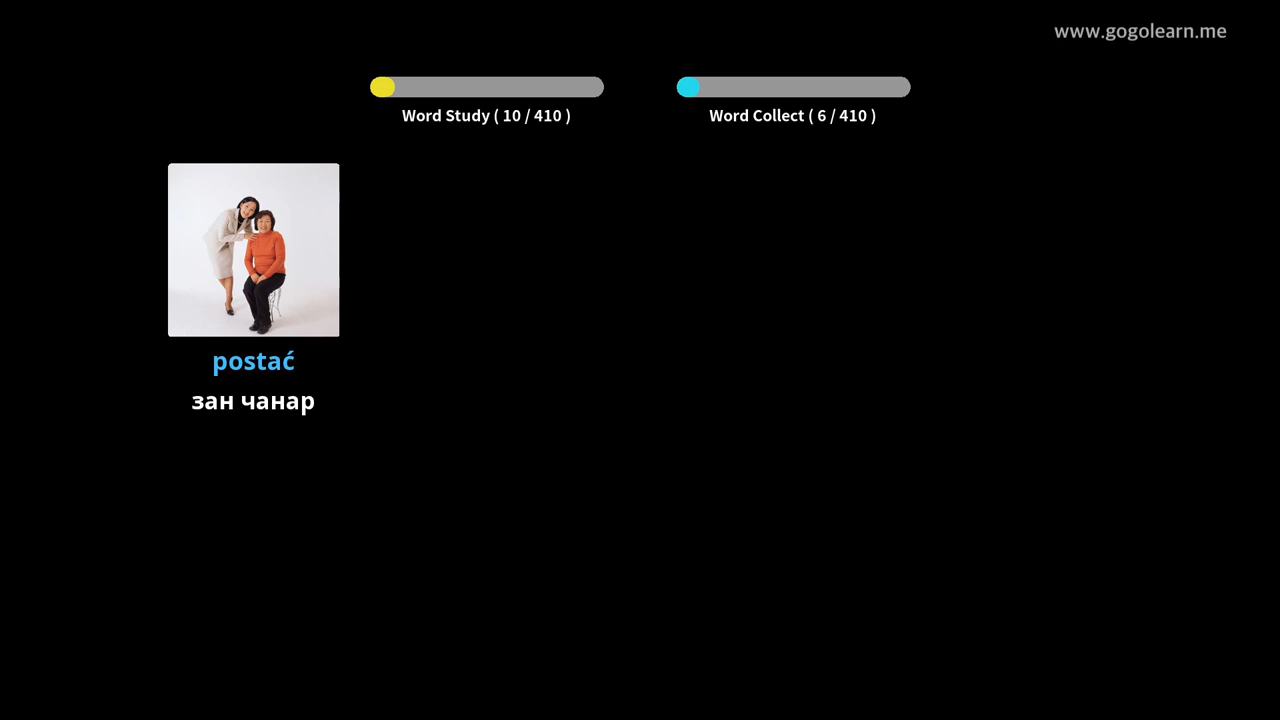 www.gogolearn.me
Word Study ( 10 / 410 )
Word Collect ( 6 / 410 )
postać
зан чанар